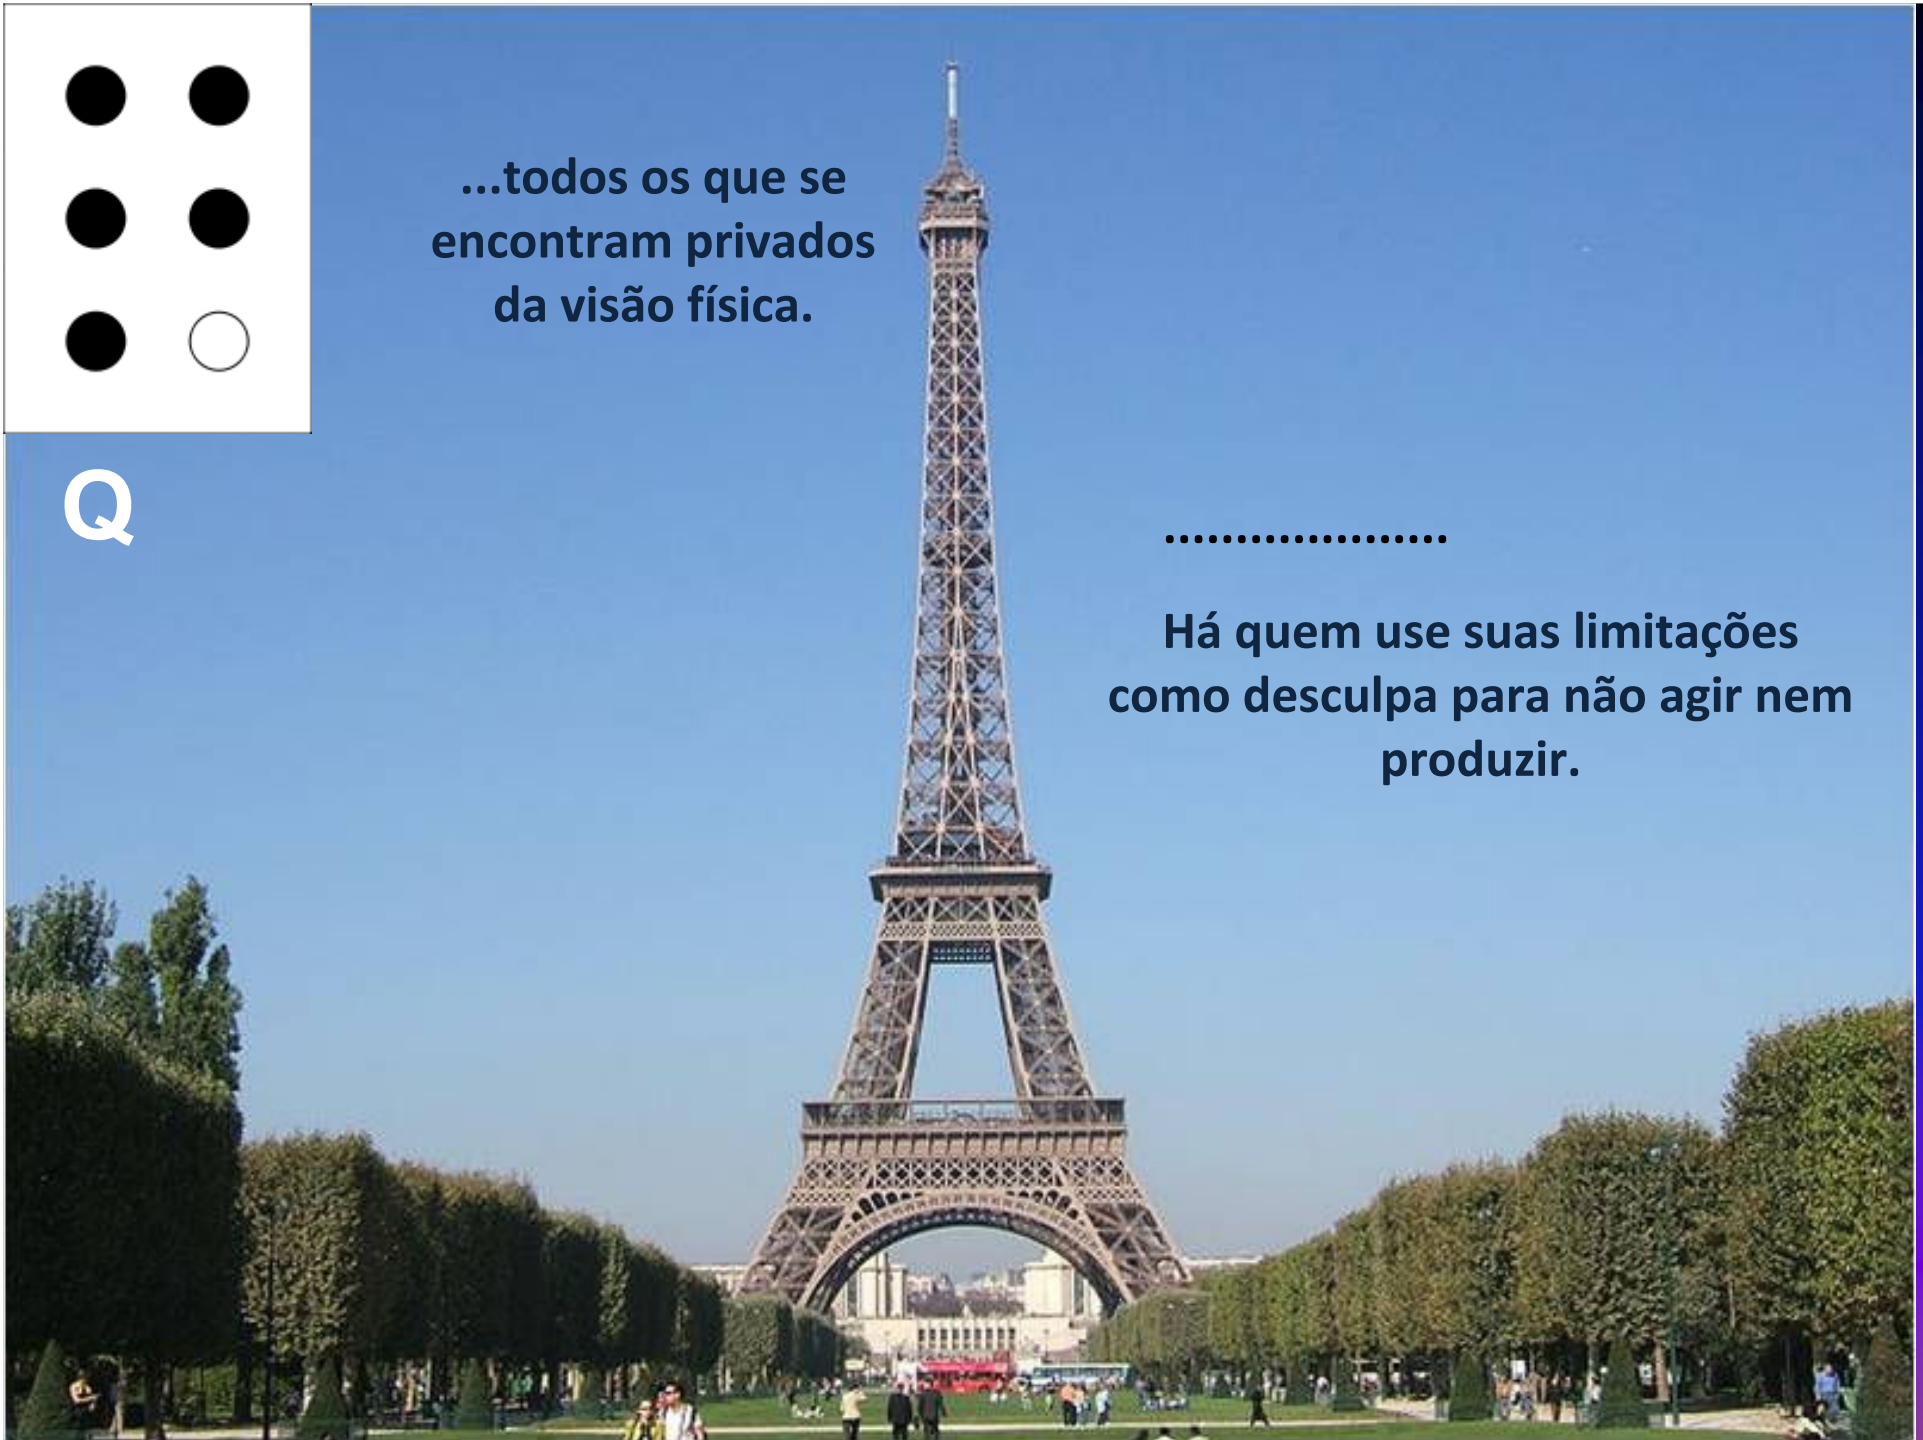 ...todos os que se
encontram privados
da visão física.
Q
....................
Há quem use suas limitações
como desculpa para não agir nem
produzir.